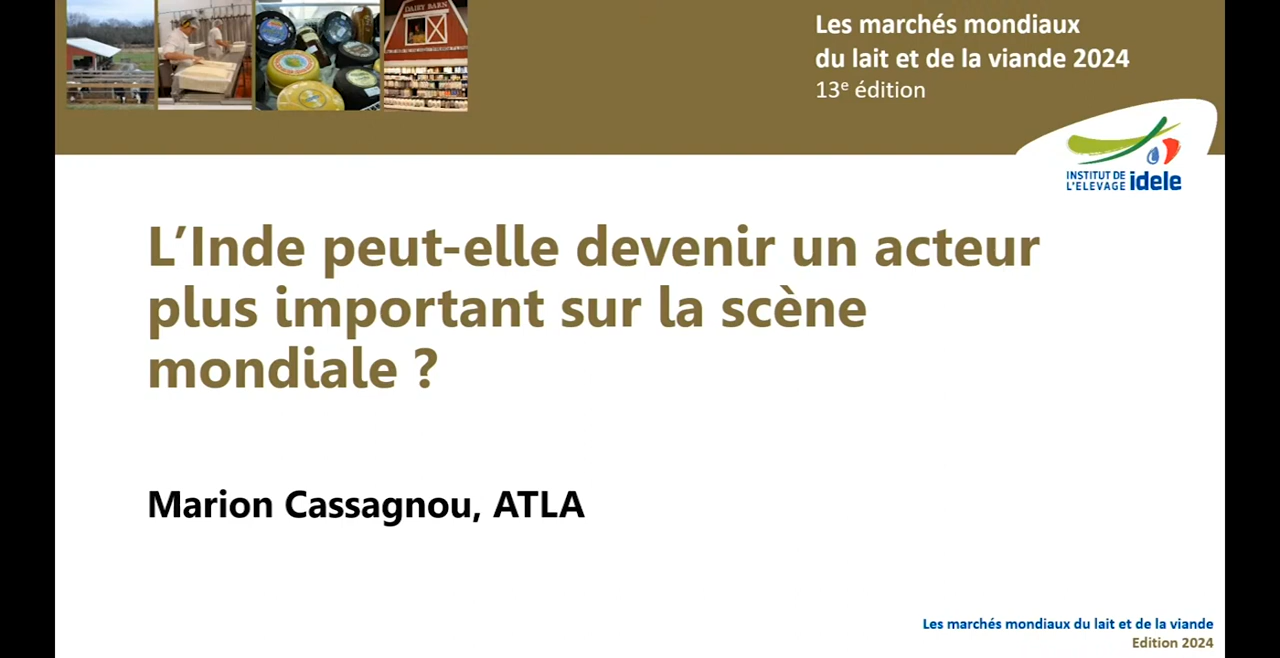 DAIRY BARN
Les marchés mondiaux
du lait et de la viande 2024
13e édition
INSTITUT DE
L'ELEVAGE idele
L’Inde peut-elle devenir un acteur
plus important sur la scène
mondiale ?
Marion Cassagnou, ATLA
Les marchés mondiaux du lait et de la viande
Edition 2024